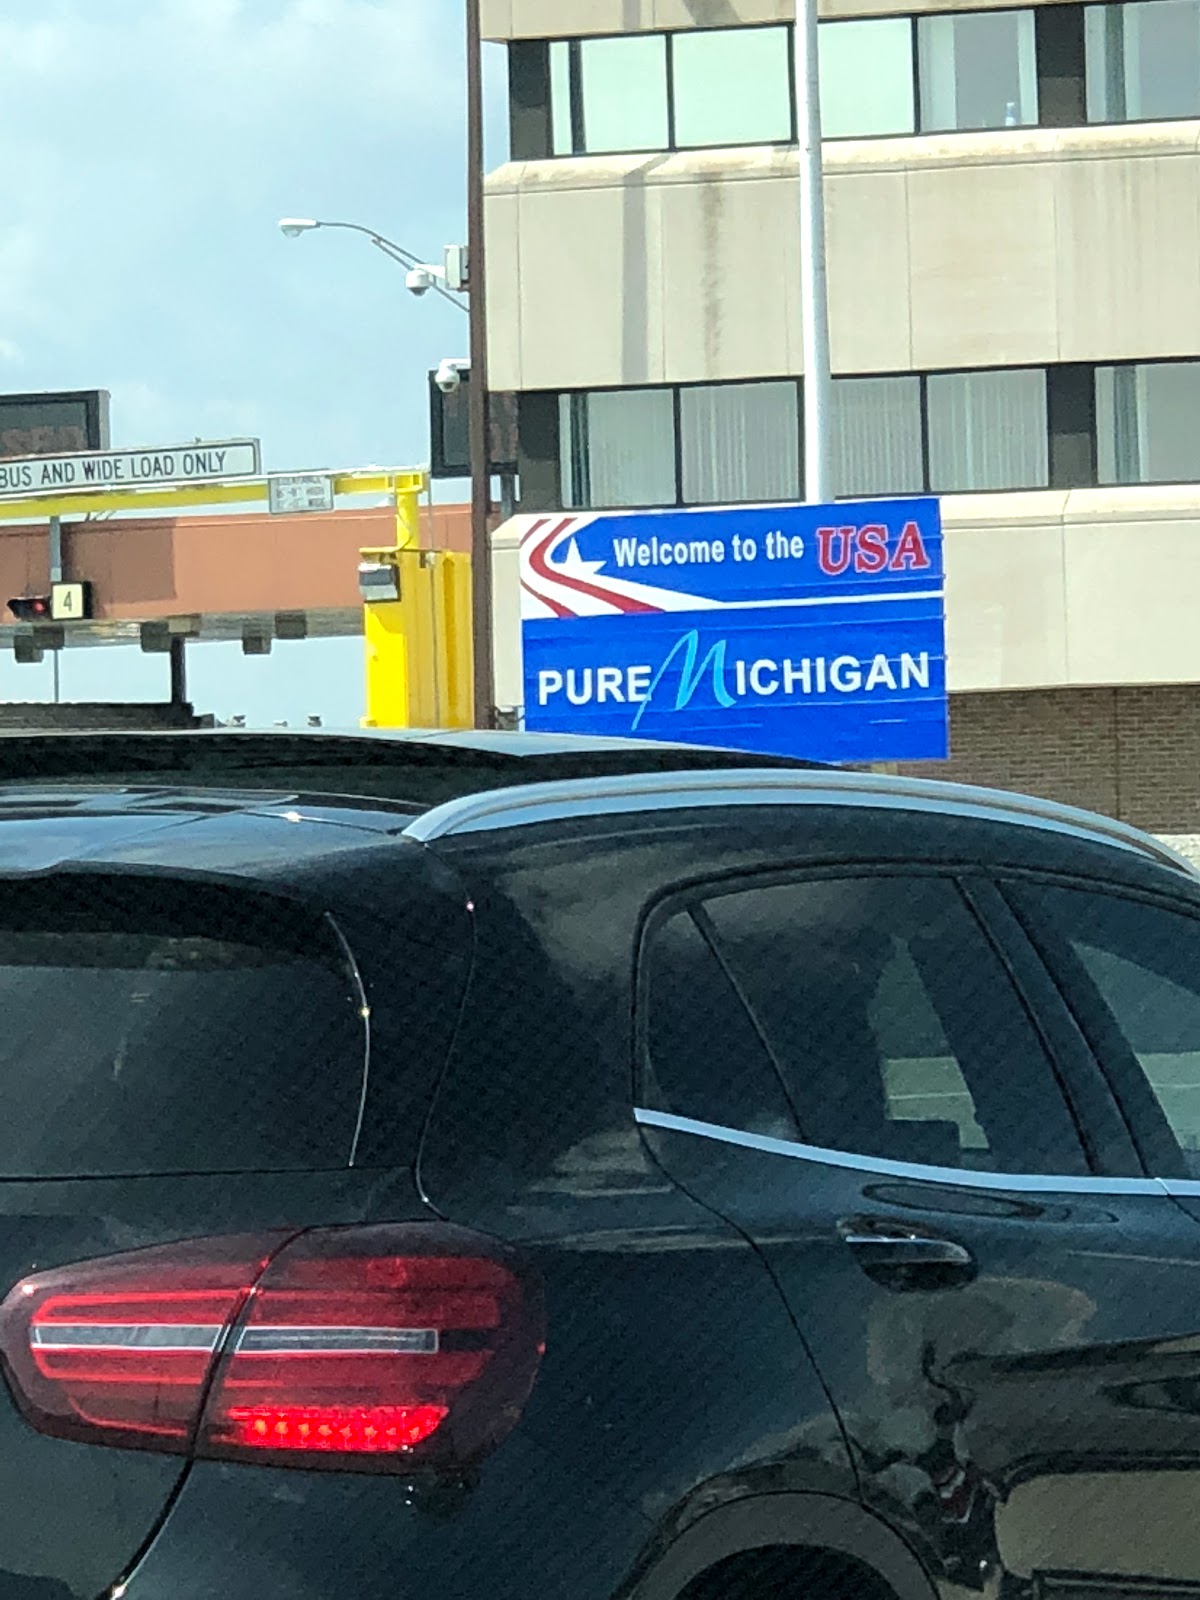 BUS AND WIDE LOAD ONLY
4
Welcome to the USA
PURE MICHIGAN